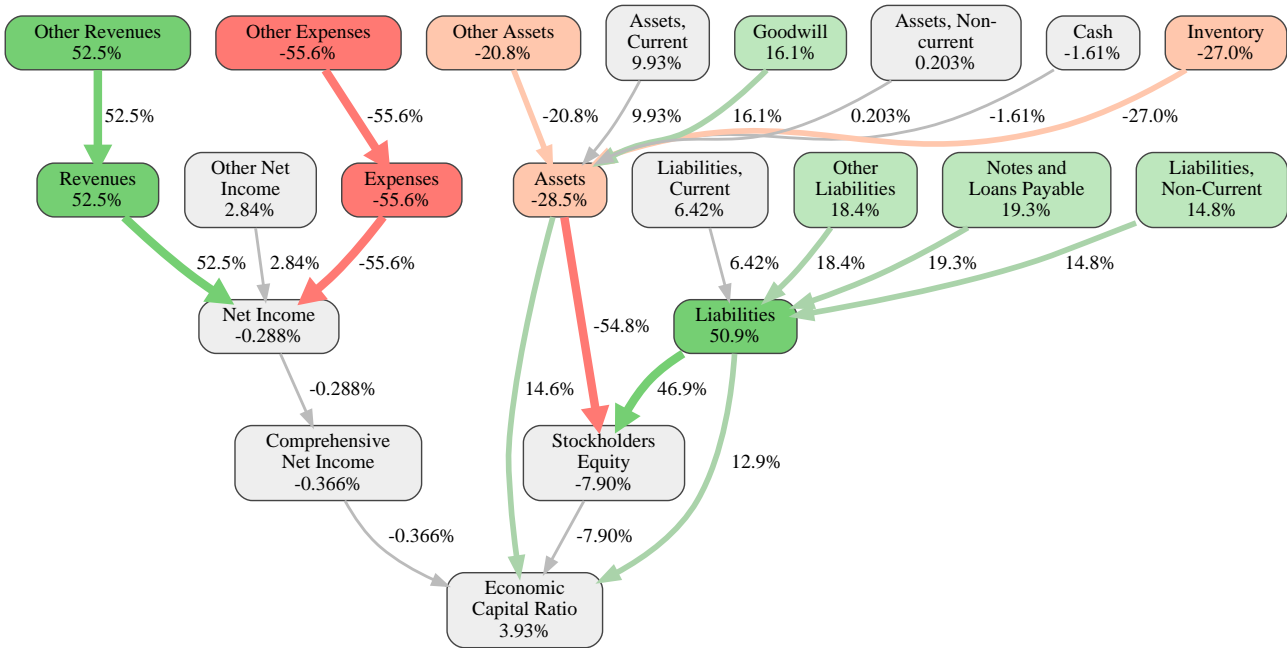 Other Revenues
52.5%
Other Expenses
-55.6%
Other Assets
-20.8%
Assets,
Current
9.93%
Goodwill
16.1%
Assets, Non-
current
0.203%
Cash
-1.61%
Inventory
-27.0%
52.5%
-55.6%
-20.8%
9.93%
16.1%
0.203%
-1.61%
-27.0%
Revenues
52.5%
Other Net
Income
2.84%
Expenses
-55.6%
Assets
-28.5%
Liabilities,
Current
6.42%
Other
Liabilities
18.4%
Notes and
Loans Payable
19.3%
Liabilities,
Non-Current
14.8%
52.5%
2.84%
-55.6%
6.42%
18.4%
19.3%
14.8%
Net Income
-0.288%
-54.8%
Liabilities
50.9%
-0.288%
14.6%
46.9%
Comprehensive
Net Income
-0.366%
Stockholders
Equity
-7.90%
12.9%
-0.366%
-7.90%
Economic
Capital Ratio
3.93%